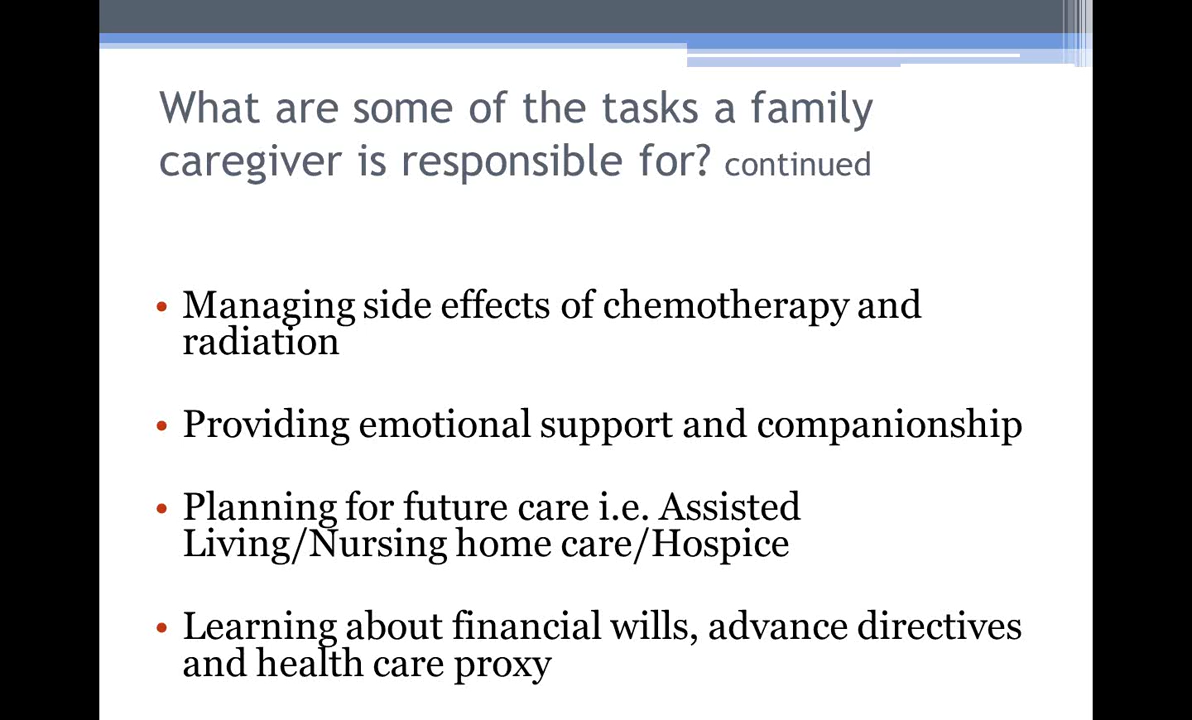 What are some of the tasks a family
caregiver is responsible for? continued
• Managing side effects of chemotherapy and
radiation
• Providing emotional support and companionship
• Planning for future care i.e. Assisted
Living/Nursing home care/Hospice
• Learning about financial wills, advance directives
and health care proxy